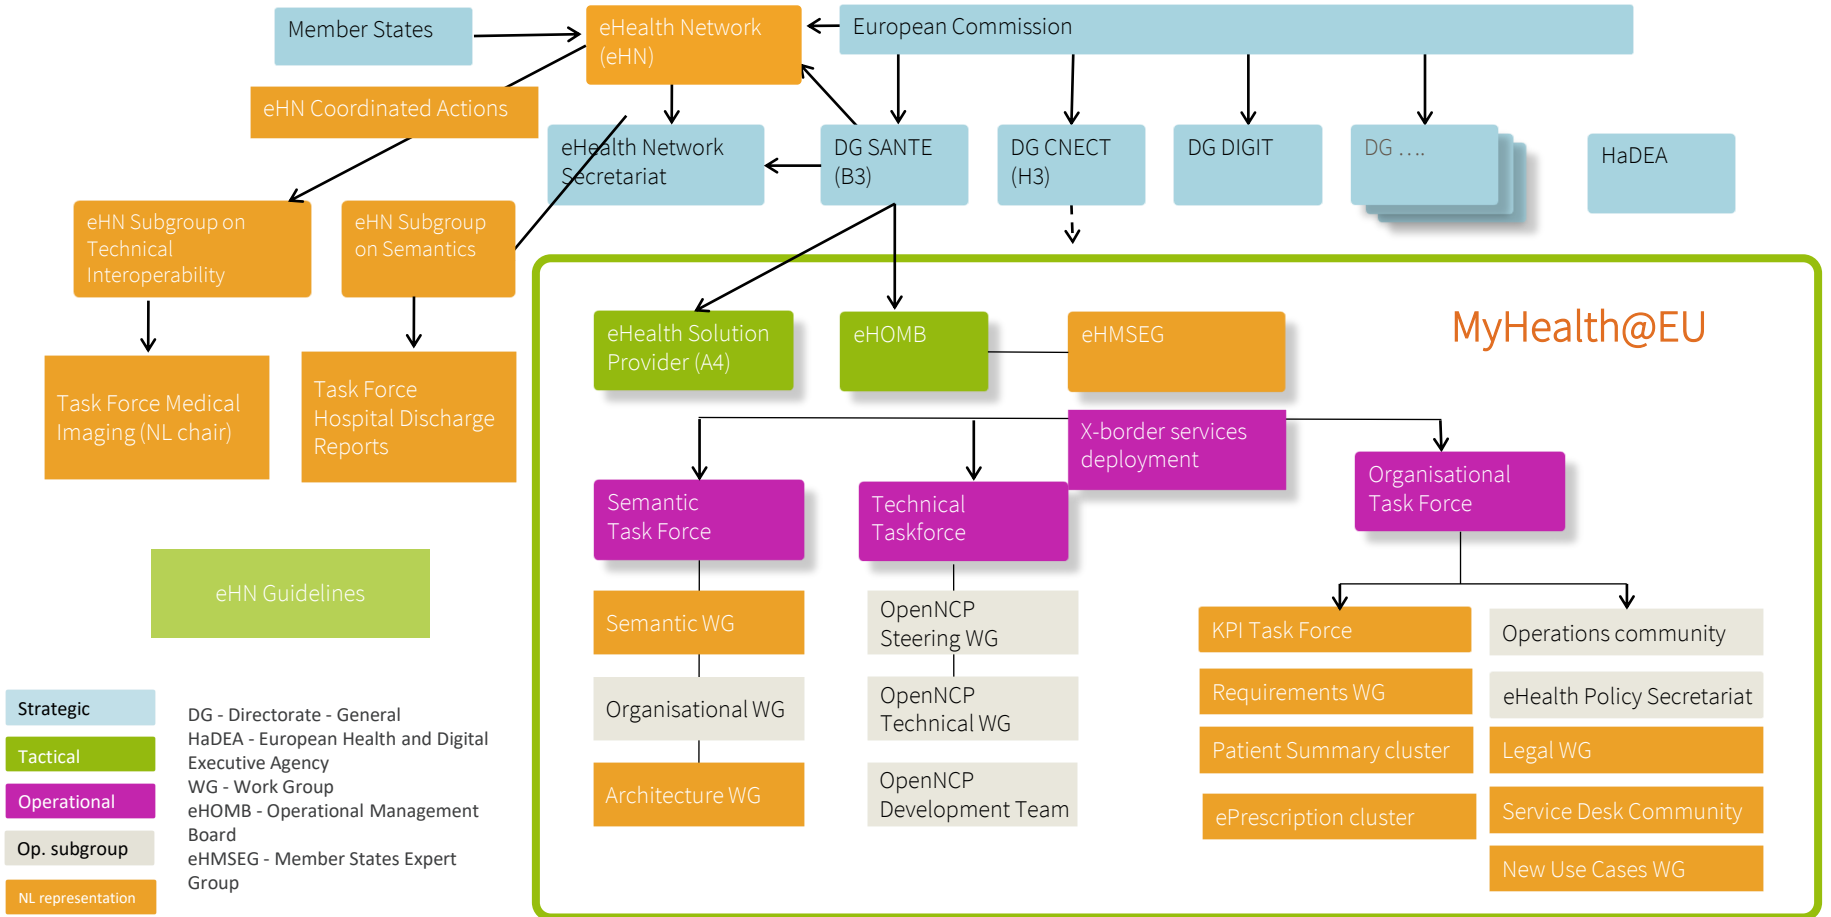 Member States
eHealth Network
(eHN)
European Commission
eHN Coordinated Actions
eHealth Network
Secretariat
DG SANTE
(B3)
DG CNECT
(H3)
DG DIGIT
DG ....
HaDEA
eHN Subgroup on
Technical
Interoperability
eHN Subgroup
on Semantics
Task Force Medical
Imaging (NL chair)
Task Force
Hospital Discharge
Reports
eHN Guidelines
MyHealth@EU
eHealth Solution
Provider (A4)
eHOMB
eHMSEG
X-border services
deployment
Semantic
Task Force
Technical
Taskforce
Organisational
Task Force
Semantic WG
Organisational WG
Architecture WG
OpenNCP
Steering WG
OpenNCP
Technical WG
OpenNCP
Development Team
KPI Task Force
Requirements WG
Patient Summary cluster
ePrescription cluster
Operations community
eHealth Policy Secretariat
Legal WG
Service Desk Community
New Use Cases WG
Strategic
Tactical
Operational
Op. subgroup
NL representation
DG - Directorate - General
HaDEA - European Health and Digital
Executive Agency
WG - Work Group
eHOMB - Operational Management
Board
eHMSEG - Member States Expert
Group